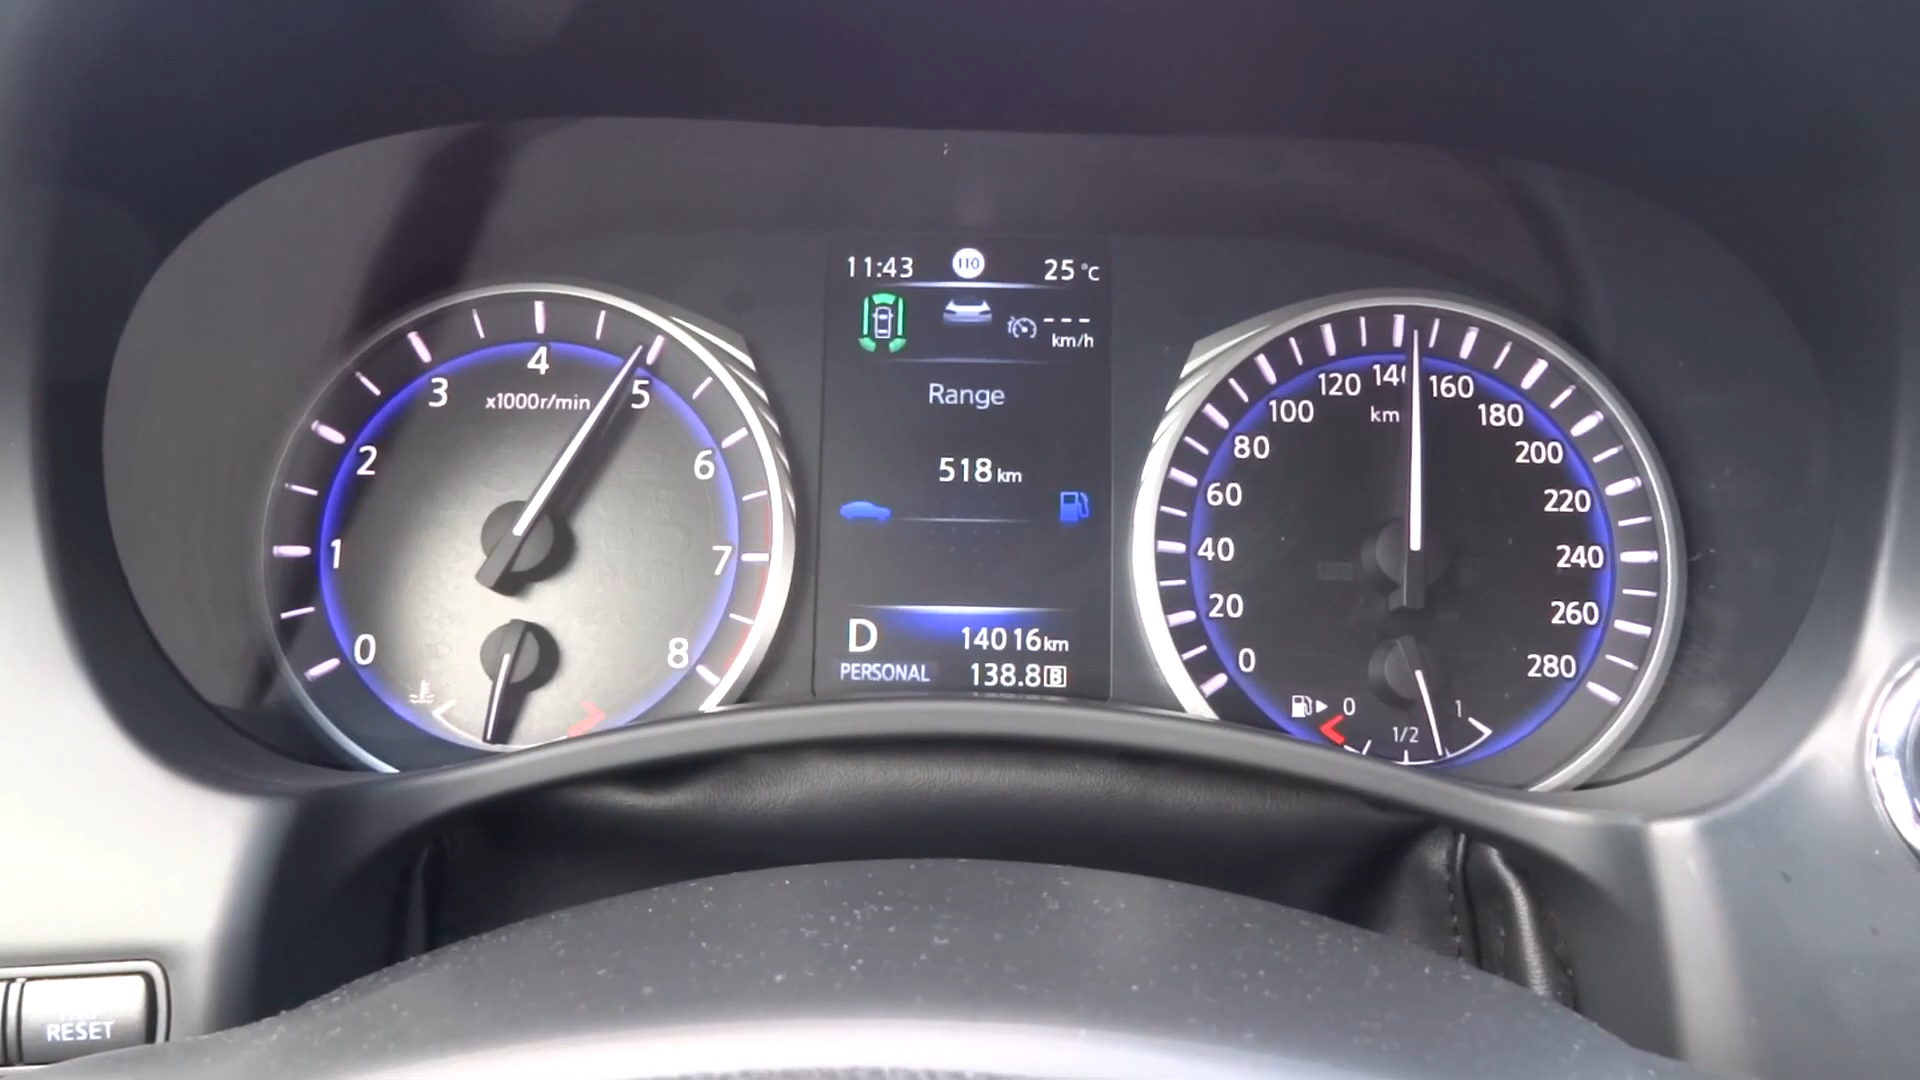 11:43 110 25 °C
--- km/h
Range
518 km
D 14016 km
PERSONAL 138.8 B
0 1 2 3 4 5 6 7 8
x1000r/min
0 20 40 60 80 100 120 140 160 180 200 220 240 260 280
km
0 1/2 1
RESET